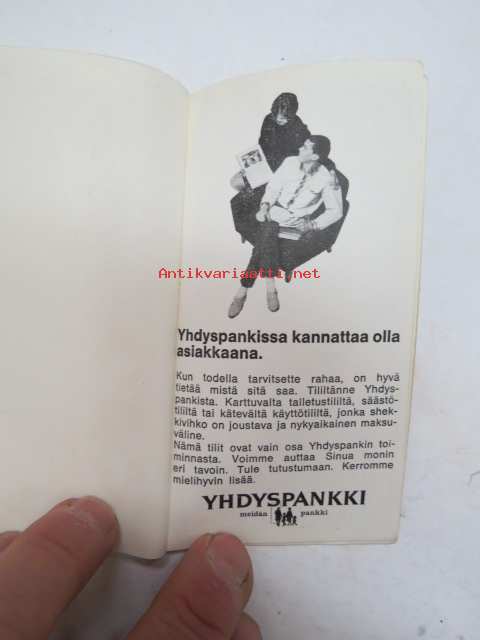 Antikvariaatti.net
Yhdyspankissa kannattaa olla
asiakkaana.
Kun todella tarvitsette rahaa, on hyvä
tietää mistä sitä saa. Tililtänne Yhdys-
pankista. Karttuvalta talletustililtä, säästö-
tililtä tai kätevältä käyttötililtä, jonka shek-
kivihko on joustava ja nykyaikainen maksu-
väline.
Nämä tilit ovat vain osa Yhdyspankin toi-
minnasta. Voimme auttaa Sinua monin
eri tavoin. Tule tutustumaan. Kerromme
mielihyvin lisää.
YHDYSPANKKI
meidän pankki